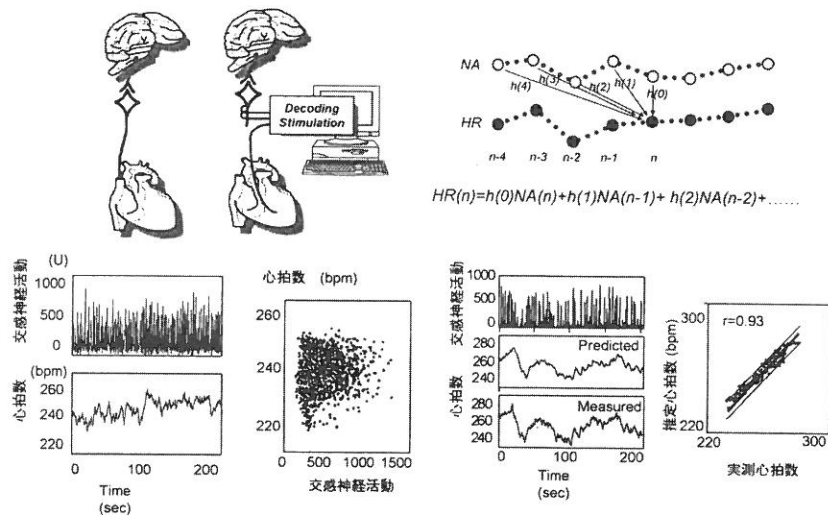 Decoding
Stimulation
NA
h(4)
h(3)
h(2)
h(1)
h(0)
HR
n-4
n-3
n-2
n-1
n
HR(n)=h(0)NA(n)+h(1)NA(n-1)+ h(2)NA(n-2)+......
(U)
交感神経活動
1000
500
0
心拍数
(bpm)
260
240
220
0
100
200
Time
(sec)
心拍数 (bpm)
260
240
220
0
500
1000
1500
交感神経活動
交感神経活動
1000
500
0
心拍数
280
260
240
Predicted
280
260
240
Measured
0
100
200
Time
(sec)
推定心拍数 (bpm)
300
220
r=0.93
220
300
実測心拍数